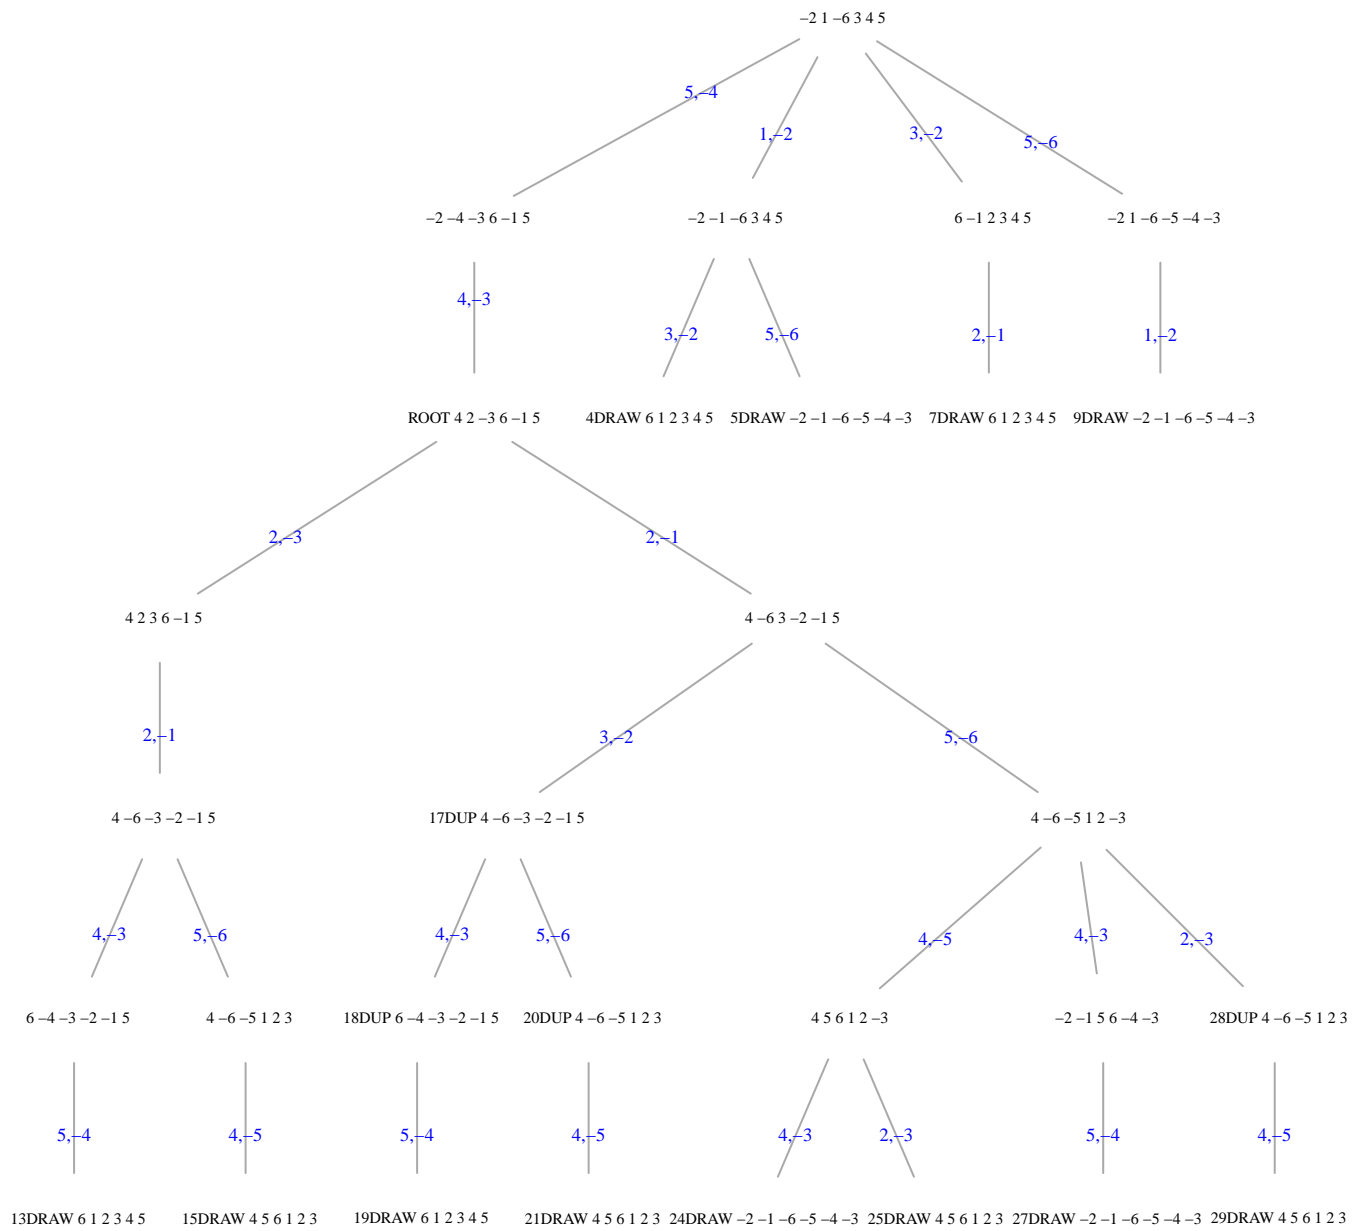 −2 1 −6 3 4 5
5,−4
1,−2
3,−2
5,−6
−2 −4 −3 6 −1 5
−2 −1 −6 3 4 5
6 −1 2 3 4 5
−2 1 −6 −5 −4 −3
4,−3
3,−2
5,−6
2,−1
1,−2
ROOT 4 2 −3 6 −1 5
4DRAW 6 1 2 3 4 5
5DRAW −2 −1 −6 −5 −4 −3
7DRAW 6 1 2 3 4 5
9DRAW −2 −1 −6 −5 −4 −3
2,−3
2,−1
4 2 3 6 −1 5
4 −6 3 −2 −1 5
2,−1
3,−2
5,−6
4 −6 −3 −2 −1 5
17DUP 4 −6 −3 −2 −1 5
4 −6 −5 1 2 −3
4,−3
5,−6
4,−3
5,−6
4,−5
4,−3
2,−3
6 −4 −3 −2 −1 5
4 −6 −5 1 2 3
18DUP 6 −4 −3 −2 −1 5
20DUP 4 −6 −5 1 2 3
4 5 6 1 2 −3
−2 −1 5 6 −4 −3
28DUP 4 −6 −5 1 2 3
5,−4
4,−5
5,−4
4,−5
4,−3
2,−3
5,−4
4,−5
13DRAW 6 1 2 3 4 5
15DRAW 4 5 6 1 2 3
19DRAW 6 1 2 3 4 5
21DRAW 4 5 6 1 2 3
24DRAW −2 −1 −6 −5 −4 −3
25DRAW 4 5 6 1 2 3
27DRAW −2 −1 −6 −5 −4 −3
29DRAW 4 5 6 1 2 3